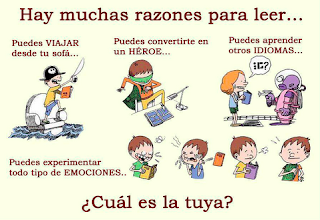 Hay muchas razones para leer...
Puedes VIAJAR
desde tu sofá...
Puedes convertirte en
un HÉROE...
Puedes aprender
otros IDIOMAS...
Puedes experimentar
todo tipo de EMOCIONES..
¿Cuál es la tuya?